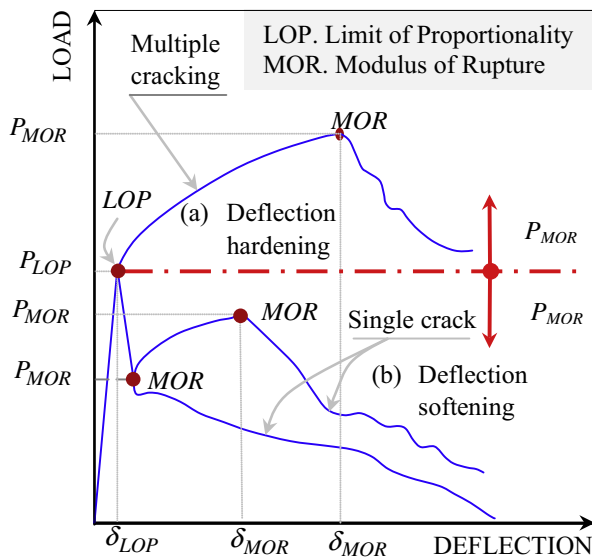 LOAD
LOP. Limit of Proportionality
MOR. Modulus of Rupture
Multiple
cracking
P_MOR
MOR
LOP
(a) Deflection
hardening
P_MOR
P_LOP
P_MOR
P_MOR
MOR
Single crack
P_MOR
MOR
(b) Deflection
softening
δ_LOP
δ_MOR
δ_MOR
DEFLECTION